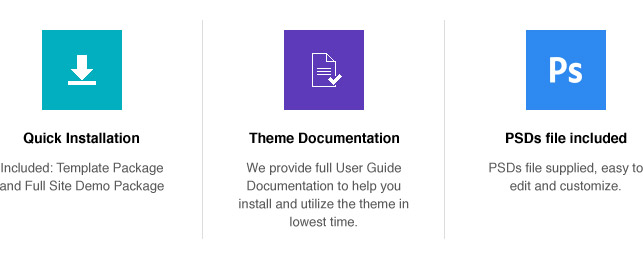 Ps
Quick Installation
Included: Template Package
and Full Site Demo Package
Theme Documentation
We provide full User Guide
Documentation to help you
install and utilize the theme in
lowest time.
PSDs file included
PSDs file supplied, easy to
edit and customize.